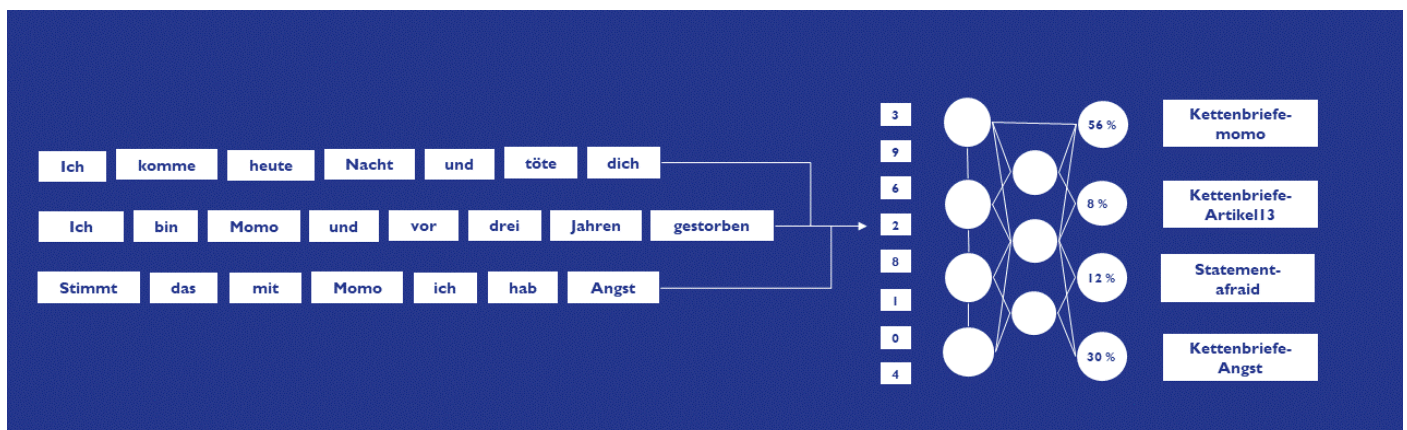 Ich komme heute Nacht und töte dich
Ich bin Momo und vor drei Jahren gestorben
Stimmt das mit Momo ich hab Angst
3
9
6
2
8
1
0
4
56 %
8 %
12 %
30 %
Kettenbriefe-
momo
Kettenbriefe-
Artikel13
Statement-
afraid
Kettenbriefe-
Angst